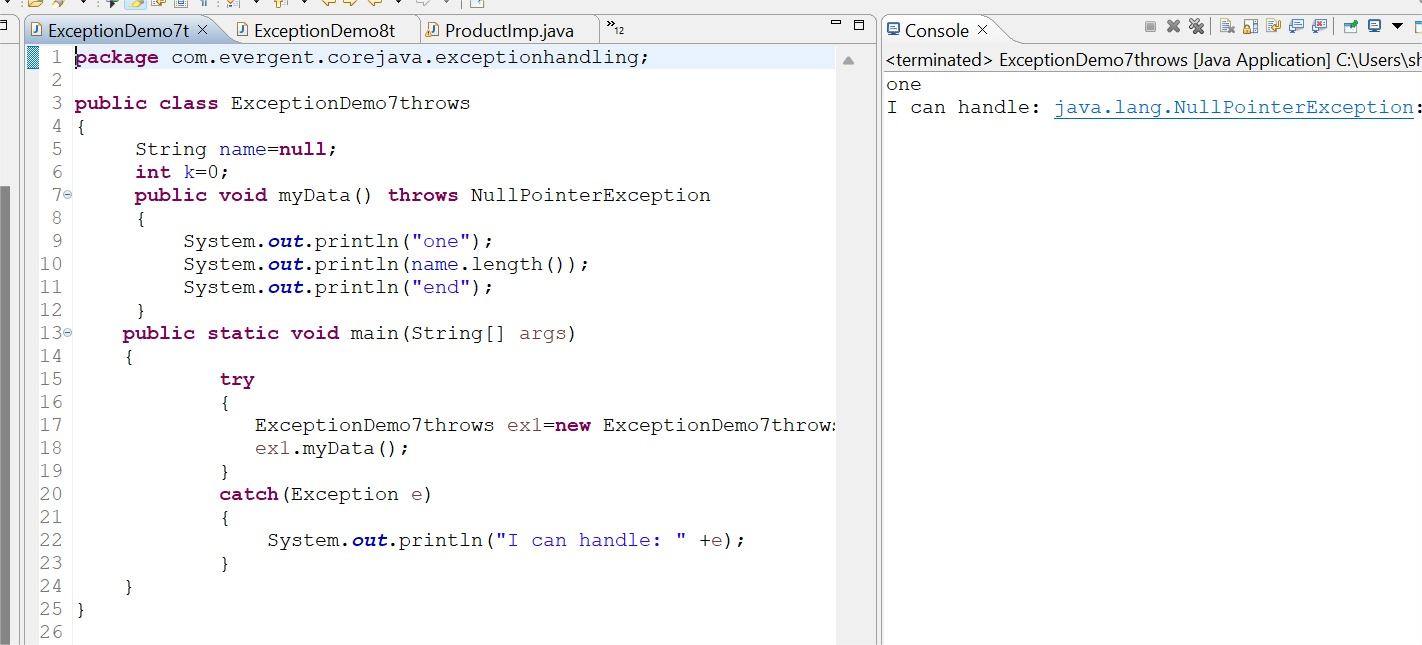 ExceptionDemo7t ExceptionDemo8t ProductImp.java »12
1 package com.evergent.corejava.exceptionhandling;
2
3 public class ExceptionDemo7throws
4 {
5 String name=null;
6 int k=0;
7 public void myData() throws NullPointerException
8 {
9 System.out.println("one");
10 System.out.println(name.length());
11 System.out.println("end");
12 }
13 public static void main(String[] args)
14 {
15 try
16 {
17 ExceptionDemo7throws ex1=new ExceptionDemo7throws
18 ex1.myData();
19 }
20 catch(Exception e)
21 {
22 System.out.println("I can handle: " +e);
23 }
24 }
25 }
26
Console
<terminated> ExceptionDemo7throws [Java Application] C:\Users\sh
one
I can handle: java.lang.NullPointerException: